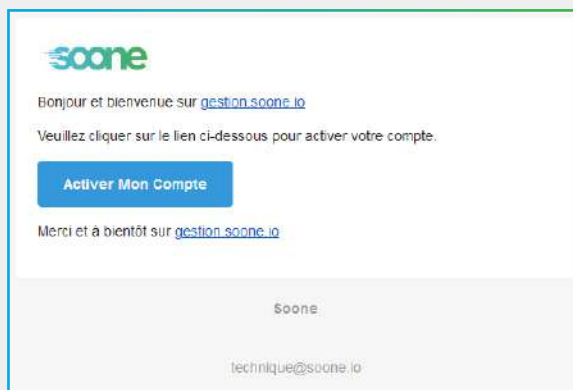 soone
Bonjour et bienvenue sur gestion.soone.io
Veuillez cliquer sur le lien ci-dessous pour activer votre compte.
Activer Mon Compte
Merci et à bientôt sur gestion.soone.io
Soone
technique@soone.io